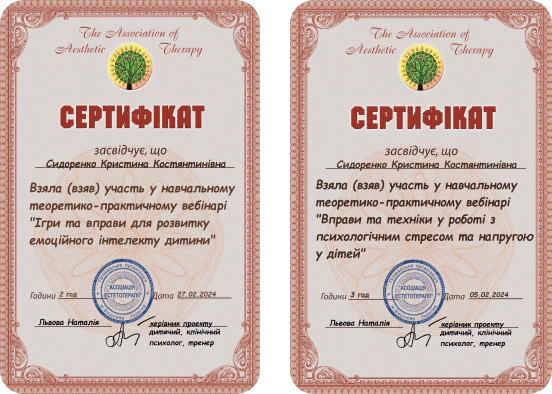 The Association of
Aesthetic Therapy
СЕРТИФІКАТ
засвідчує, що
Сидоренко Кристина Костянтинівна
Взяла (взяв) участь у навчальному
теоретико-практичному вебінарі
"Ігри та вправи для розвитку
емоційного інтелекту дитини"
"АСОЦІАЦІЯ
ЕСТЕТОТЕРАПІЇ"
Години 2 год Дата 27.02.2024
Львова Наталія керівник проекту
дитячий, клінічний
психолог, тренер
The Association of
Aesthetic Therapy
СЕРТИФІКАТ
засвідчує, що
Сидоренко Кристина Костянтинівна
Взяла (взяв) участь у навчальному
теоретико-практичному вебінарі
"Вправи та техніки у роботі з
психологічним стресом та напругою
у дітей"
"АСОЦІАЦІЯ
ЕСТЕТОТЕРАПІЇ"
Години 3 год Дата 05.02.2024
Львова Наталія керівник проекту
дитячий, клінічний
психолог, тренер